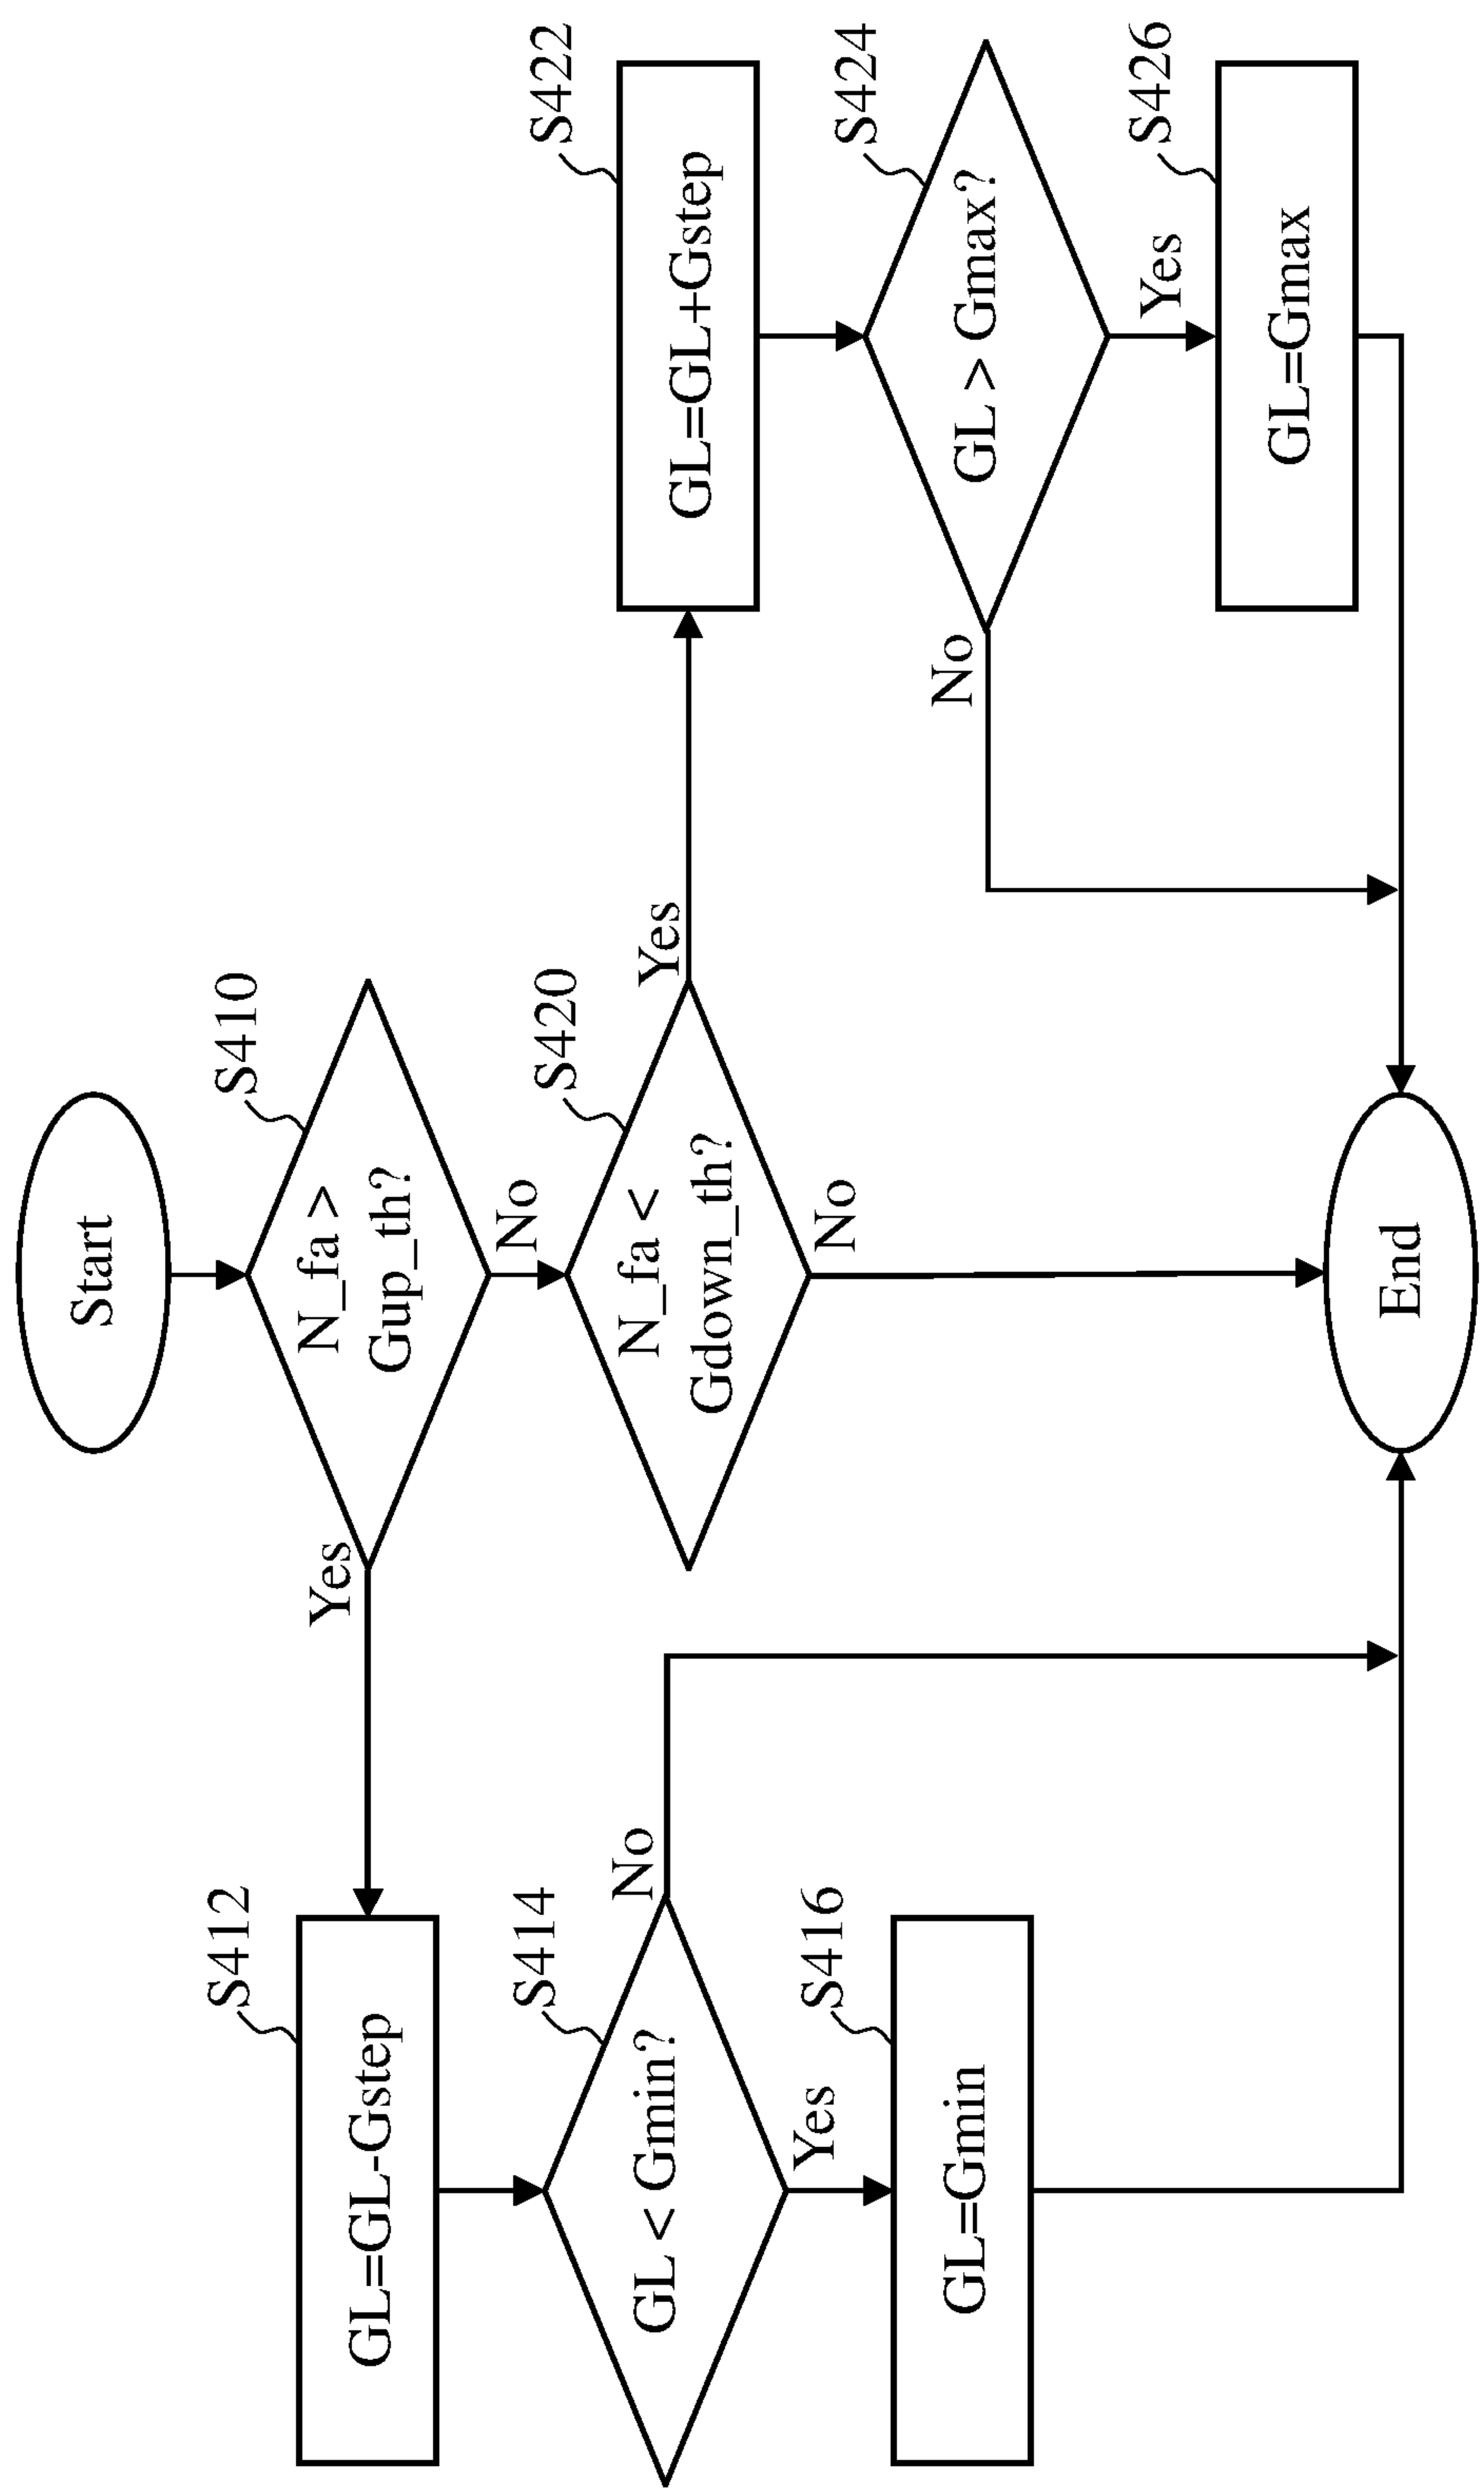 Start
S410
N_fa >
Gup_th?
Yes
No
S412
GL=GL-Gstep
S414
GL < Gmin?
No
Yes
S416
GL=Gmin
S420
N_fa <
Gdown_th?
Yes
No
S422
GL=GL+Gstep
S424
GL > Gmax?
No
Yes
S426
GL=Gmax
End